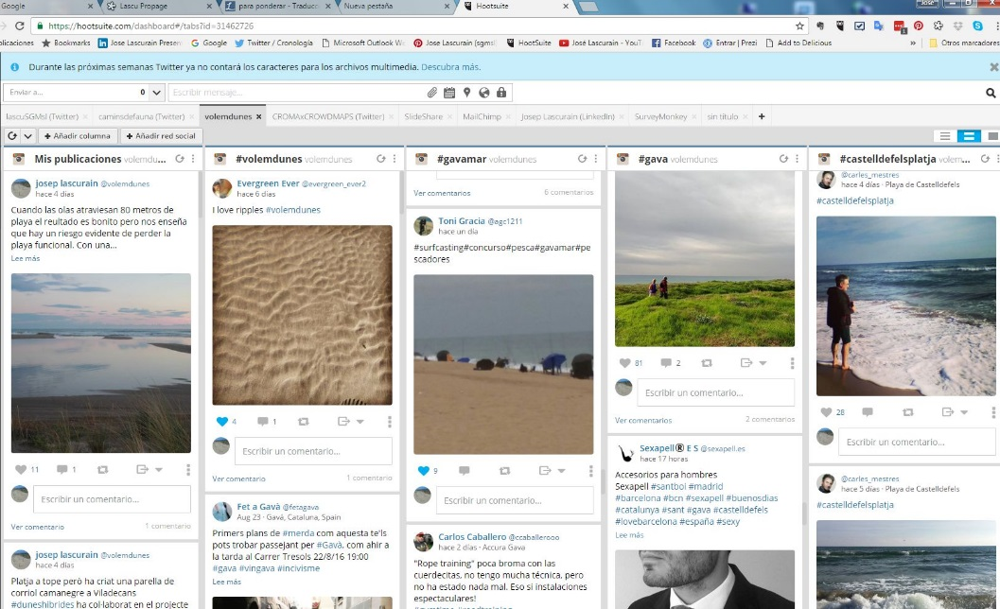 Google
Lascu Propage
para ponderar - Traducc
Nueva pestaña
Hootsuite
José
https://hootsuite.com/dashboard#/tabs?id=31462726
plicaciones
Bookmarks
Jose Lascurain Presen
Google
Twitter / Cronología
Microsoft Outlook W
Jose Lascurain (sgms
HootSuite
José Lascurain - YouT
Facebook
Entrar | Prezi
Add to Delicious
»
Otros marcadores
Durante las próximas semanas Twitter ya no contará los caracteres para los archivos multimedia. Descubra más.
Enviar a...
0
Escribir mensaje...
lascuSGMsl (Twitter)
caminsdefauna (Twitter)
volemdunes
CROMAxCROWDMAPS (Twitter)
SlideShare
MailChimp
Josep Lascurain (LinkedIn)
SurveyMonkey
sin título
+ Añadir columna
+ Añadir red social
Mis publicaciones volemdu...
josep lascurain @volemdunes
hace 4 días
Cuando las olas atraviesan 80 metros de
playa el reultado es bonito pero nos enseña
que hay un riesgo evidente de perder la
playa funcional. Con una...
Lee más
11
1
Escribir un comentario...
Ver comentario
1 comentario
josep lascurain @volemdunes
hace 4 días
Platja a tope però ha criat una parella de
corriol camanegre a Viladecans
#duneshibrides ha col·laborat en el projecte
#volemdunes volemdunes
Evergreen Ever @evergreen_ever2
hace 6 días
I love ripples #volemdunes
4
1
Escribir un comentario...
Ver comentario
1 comentario
Fet a Gavà @fetagava
Aug 23 · Gavá, Cataluna, Spain
Primers plans de #merda com aquesta te'ls
pots trobar passejant per #Gavà, com ahir a
la tarda al Carrer Tresols 22/8/16 19:00
#gava #vingava #incivisme
Lee más
#gavamar volemdunes
Ver comentarios
6 comentarios
Toni Gracia @agc1211
hace un día
#surfcasting#concurso#pesca#gavamar#pe
scadores
9
Escribir un comentario...
Carlos Caballero @ccaballerooo
hace 2 días · Accura Gava
"Rope training" poca broma con las
cuerdecitas, no tengo mucha técnica, pero
no ha estado nada mal. Eso si instalaciones
espectaculares!
#gava volemdunes
81
2
Escribir un comentario...
Ver comentarios
2 comentarios
Sexapell® E S @sexapell.es
hace 17 horas
Accesorios para hombres
Sexapell #santboi #madrid
#barcelona #bcn #sexapell #buenosdias
#catalunya #sant #gava #castelldefels
#lovebarcelona #españa #sexy
Lee más
#castelldefelsplatja volem...
@carles_mestres
hace 4 días · Playa de Castelldefels
#castelldefelsplatja
28
Escribir un comentario...
@carles_mestres
hace 5 días · Playa de Castelldefels
#castelldefelsplatja